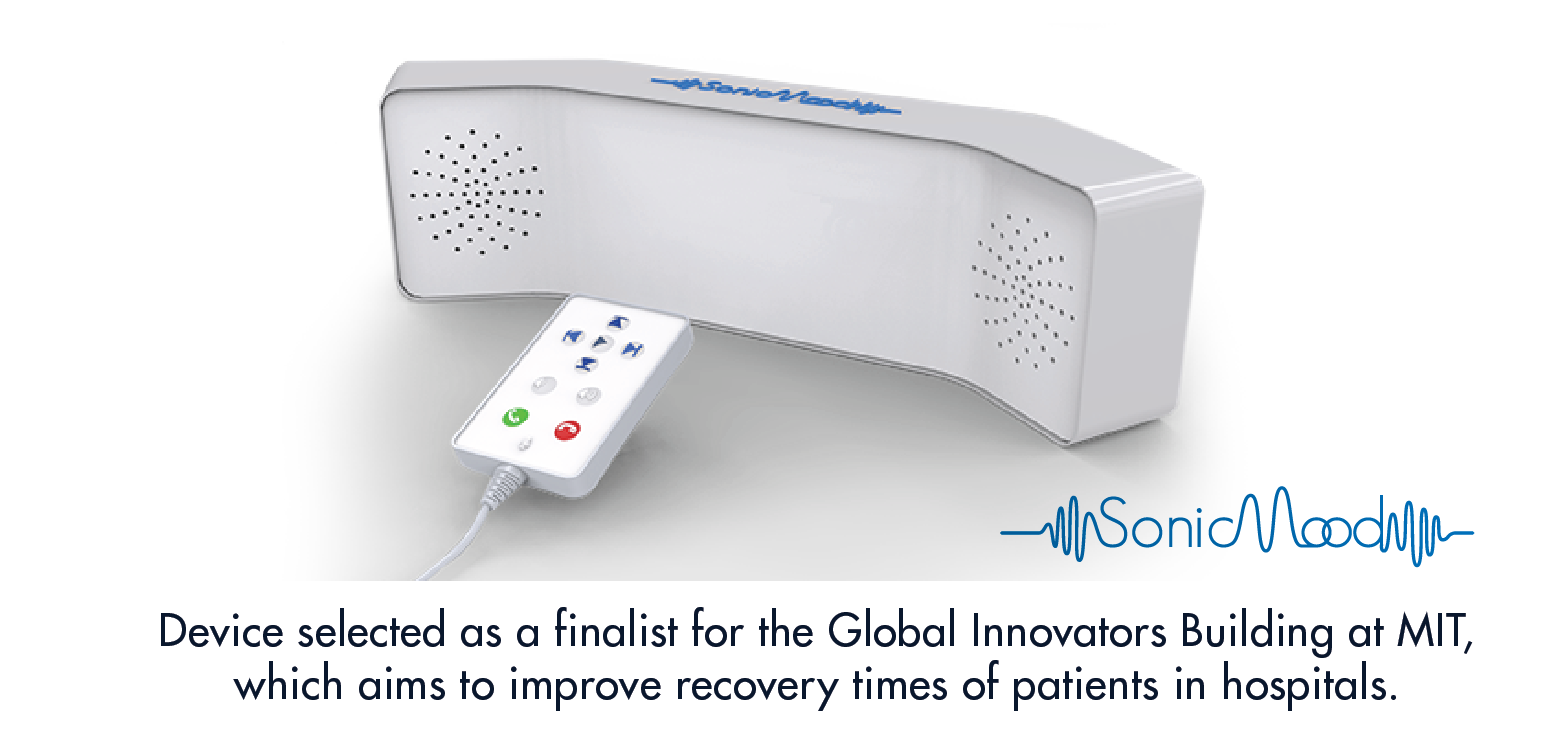 SonicMood
SonicMood
Device selected as a finalist for the Global Innovators Building at MIT,
which aims to improve recovery times of patients in hospitals.